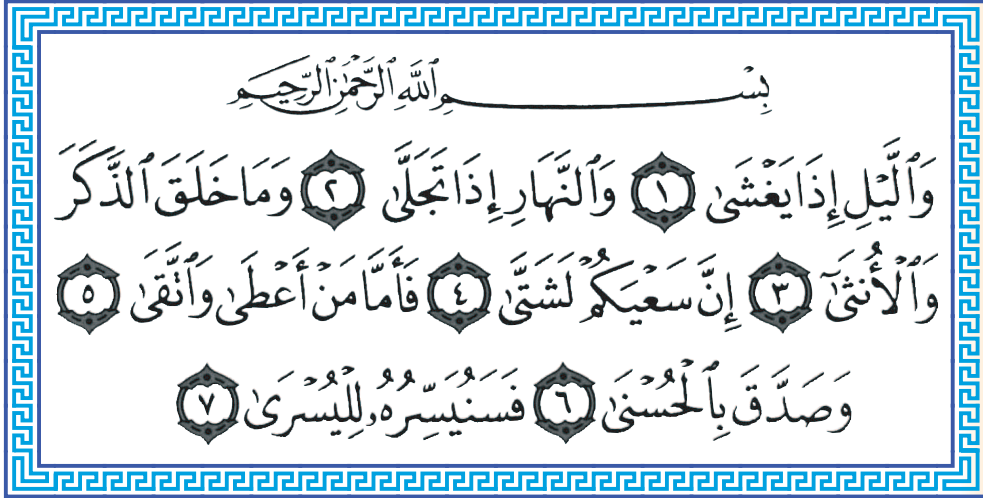 بِسْمِ ٱللَّهِ ٱلرَّحْمَٰنِ ٱلرَّحِيمِ
وَٱلَّيْلِ إِذَا يَغْشَىٰ ١ وَٱلنَّهَارِ إِذَا تَجَلَّىٰ ٢ وَمَا خَلَقَ ٱلذَّكَرَ
وَٱلْأُنثَىٰٓ ٣ إِنَّ سَعْيَكُمْ لَشَتَّىٰ ٤ فَأَمَّا مَنْ أَعْطَىٰ وَٱتَّقَىٰ ٥
وَصَدَّقَ بِٱلْحُسْنَىٰ ٦ فَسَنُيَسِّرُهُۥ لِلْيُسْرَىٰ ٧